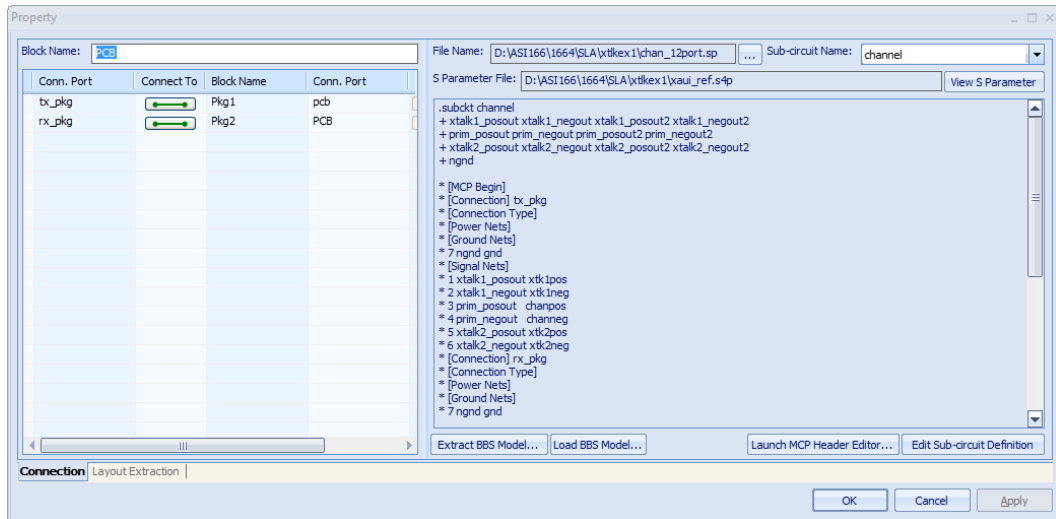 Property
Block Name: PCB
Conn. Port Connect To Block Name Conn. Port
tx_pkg Pkg1 pcb
rx_pkg Pkg2 PCB
File Name: D:\ASI166\1664\SLA\xtlkex1\chan_12port.sp ... Sub-circuit Name: channel
S Parameter File: D:\ASI166\1664\SLA\xtlkex1\xaui_ref.s4p View S Parameter
.subckt channel
+ xtalk1_posout xtalk1_negout xtalk1_posout2 xtalk1_negout2
+ prim_posout prim_negout prim_posout2 prim_negout2
+ xtalk2_posout xtalk2_negout xtalk2_posout2 xtalk2_negout2
+ ngnd
* [MCP Begin]
* [Connection] tx_pkg
* [Connection Type]
* [Power Nets]
* [Ground Nets]
* 7 ngnd gnd
* [Signal Nets]
* 1 xtalk1_posout xtk1pos
* 2 xtalk1_negout xtk1neg
* 3 prim_posout chanpos
* 4 prim_negout channeg
* 5 xtalk2_posout xtk2pos
* 6 xtalk2_negout xtk2neg
* [Connection] rx_pkg
* [Connection Type]
* [Power Nets]
* [Ground Nets]
* 7 ngnd gnd
Extract BBS Model... Load BBS Model... Launch MCP Header Editor... Edit Sub-circuit Definition
Connection Layout Extraction
OK Cancel Apply